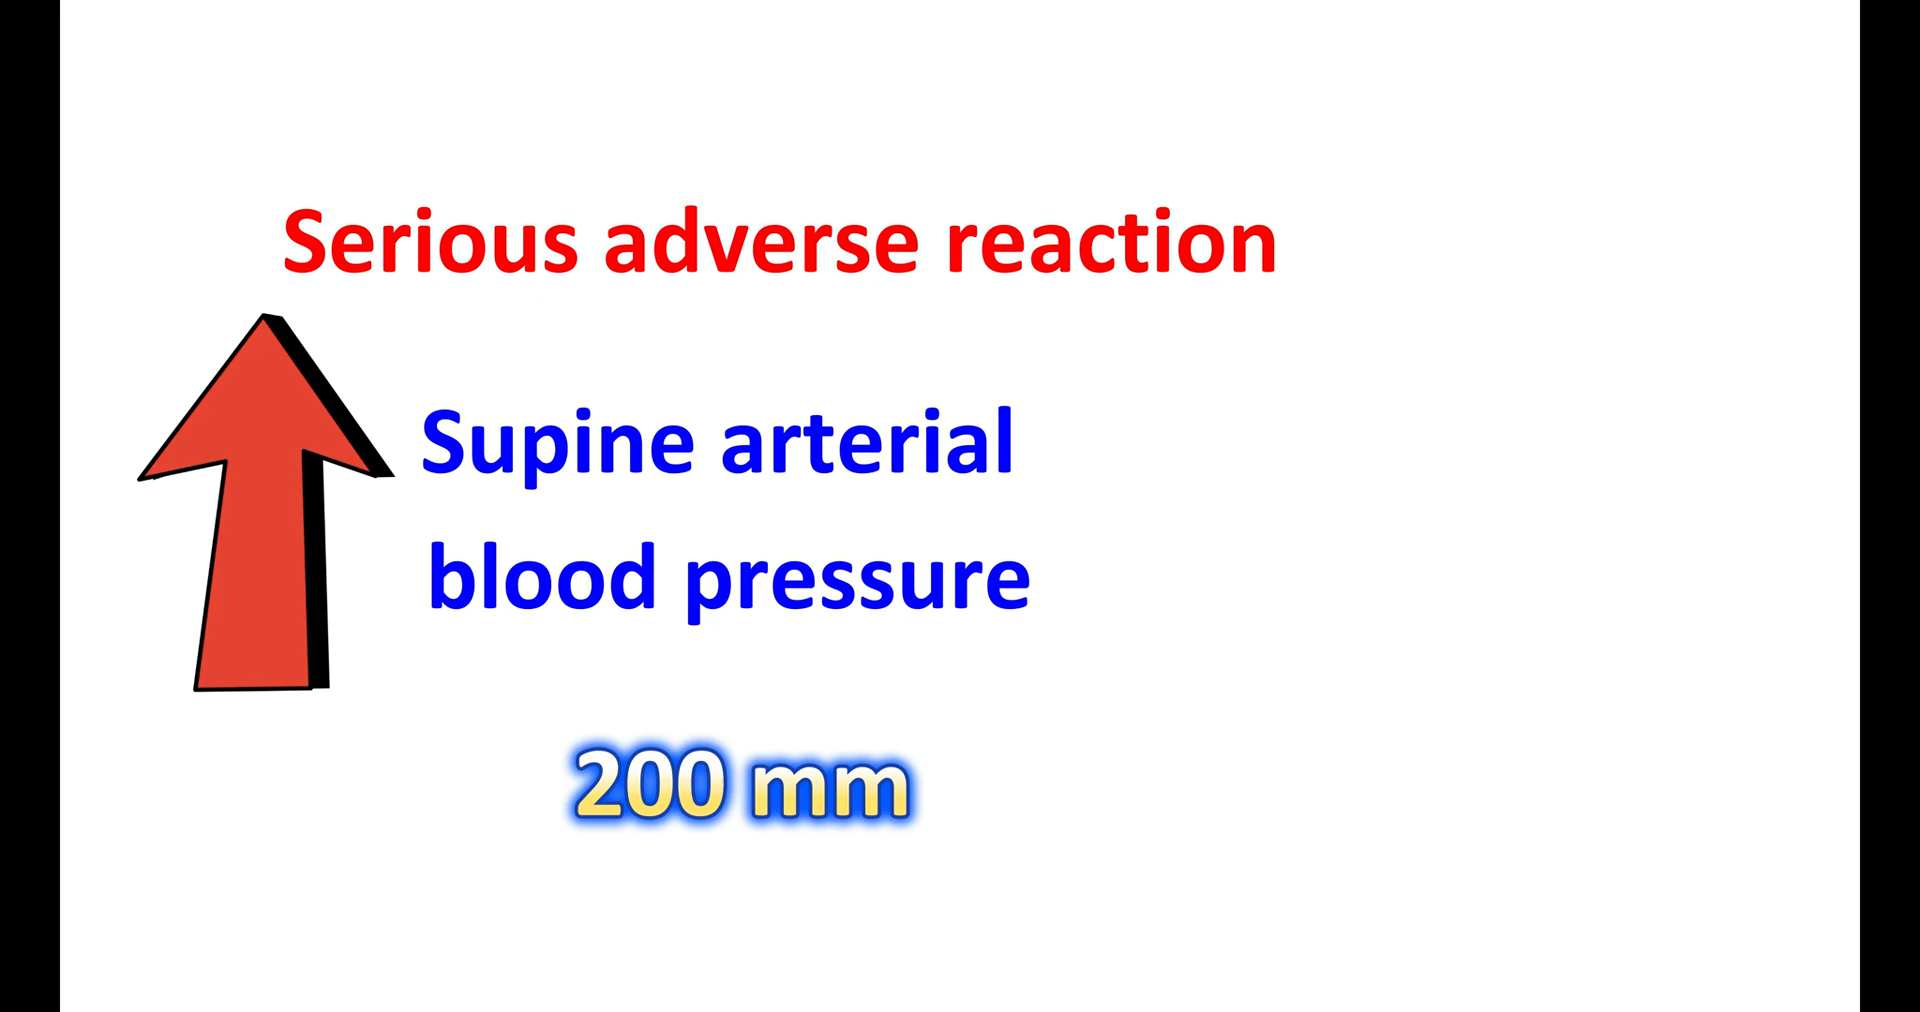 Serious adverse reaction
Supine arterial
blood pressure
200 mm